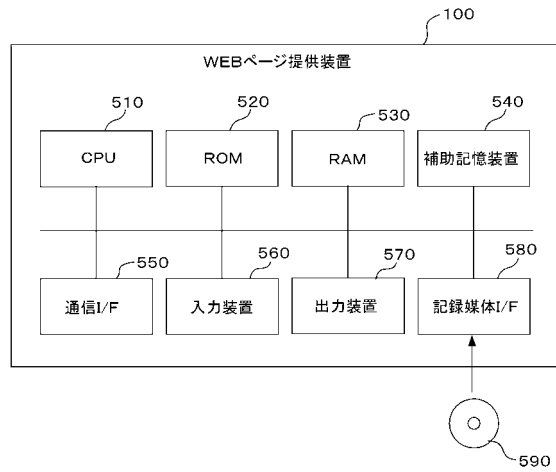 100
WEBページ提供装置
510
520
530
540
CPU
ROM
RAM
補助記憶装置
550
560
570
580
通信I/F
入力装置
出力装置
記録媒体I/F
590